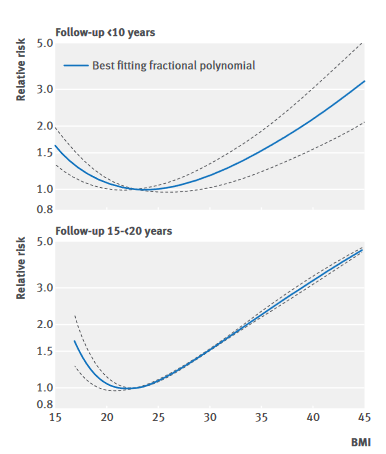 Follow-up <10 years
Relative risk
5.0
Best fitting fractional polynomial
3.0
2.0
1.5
1.0
0.8
Follow-up 15-<20 years
Relative risk
5.0
3.0
2.0
1.5
1.0
0.8
15 20 25 30 35 40 45
BMI